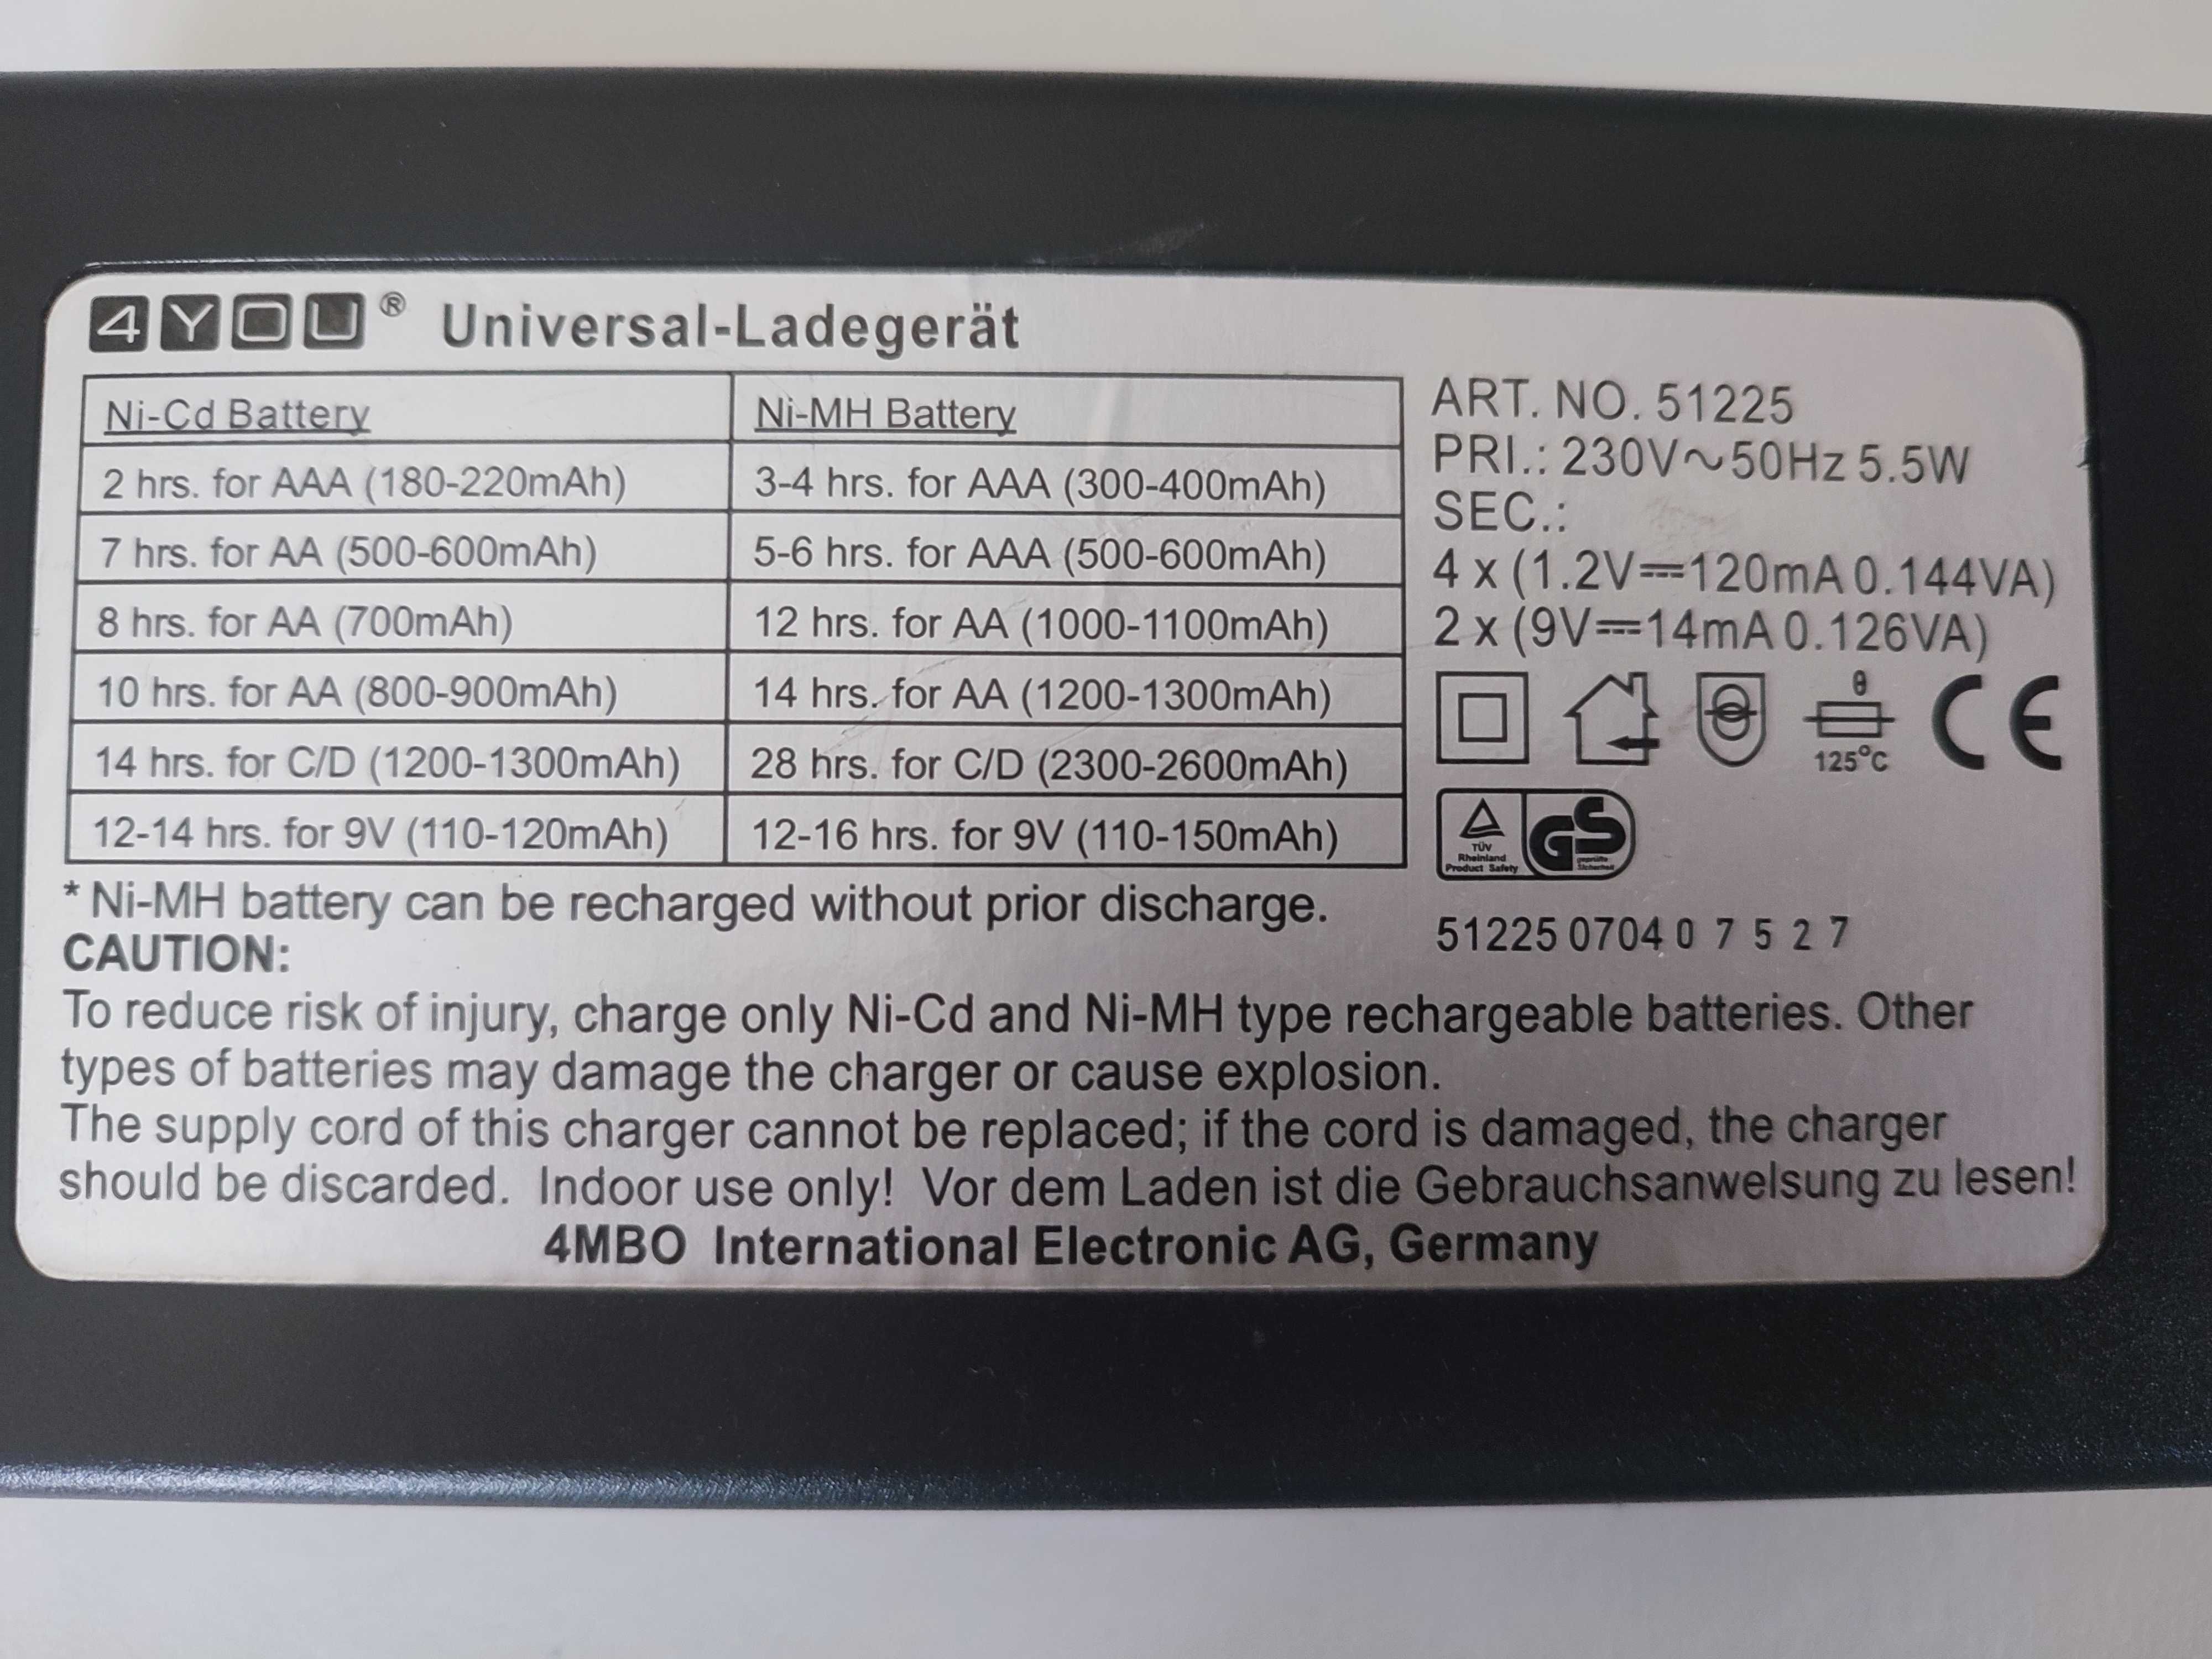 4YOU® Universal-Ladegerät
Ni-Cd Battery Ni-MH Battery
2 hrs. for AAA (180-220mAh) 3-4 hrs. for AAA (300-400mAh)
7 hrs. for AA (500-600mAh) 5-6 hrs. for AAA (500-600mAh)
8 hrs. for AA (700mAh) 12 hrs. for AA (1000-1100mAh)
10 hrs. for AA (800-900mAh) 14 hrs. for AA (1200-1300mAh)
14 hrs. for C/D (1200-1300mAh) 28 hrs. for C/D (2300-2600mAh)
12-14 hrs. for 9V (110-120mAh) 12-16 hrs. for 9V (110-150mAh)
* Ni-MH battery can be recharged without prior discharge.
ART. NO. 51225
PRI.: 230V~50Hz 5.5W
SEC.:
4 x (1.2V⎓120mA 0.144VA)
2 x (9V⎓14mA 0.126VA)
θ
125°C
CE
TÜV
Rheinland
Product Safety
GS
geprüfte
Sicherheit
51225 0704 0 7 5 2 7
CAUTION:
To reduce risk of injury, charge only Ni-Cd and Ni-MH type rechargeable batteries. Other
types of batteries may damage the charger or cause explosion.
The supply cord of this charger cannot be replaced; if the cord is damaged, the charger
should be discarded. Indoor use only! Vor dem Laden ist die Gebrauchsanwelsung zu lesen!
4MBO International Electronic AG, Germany